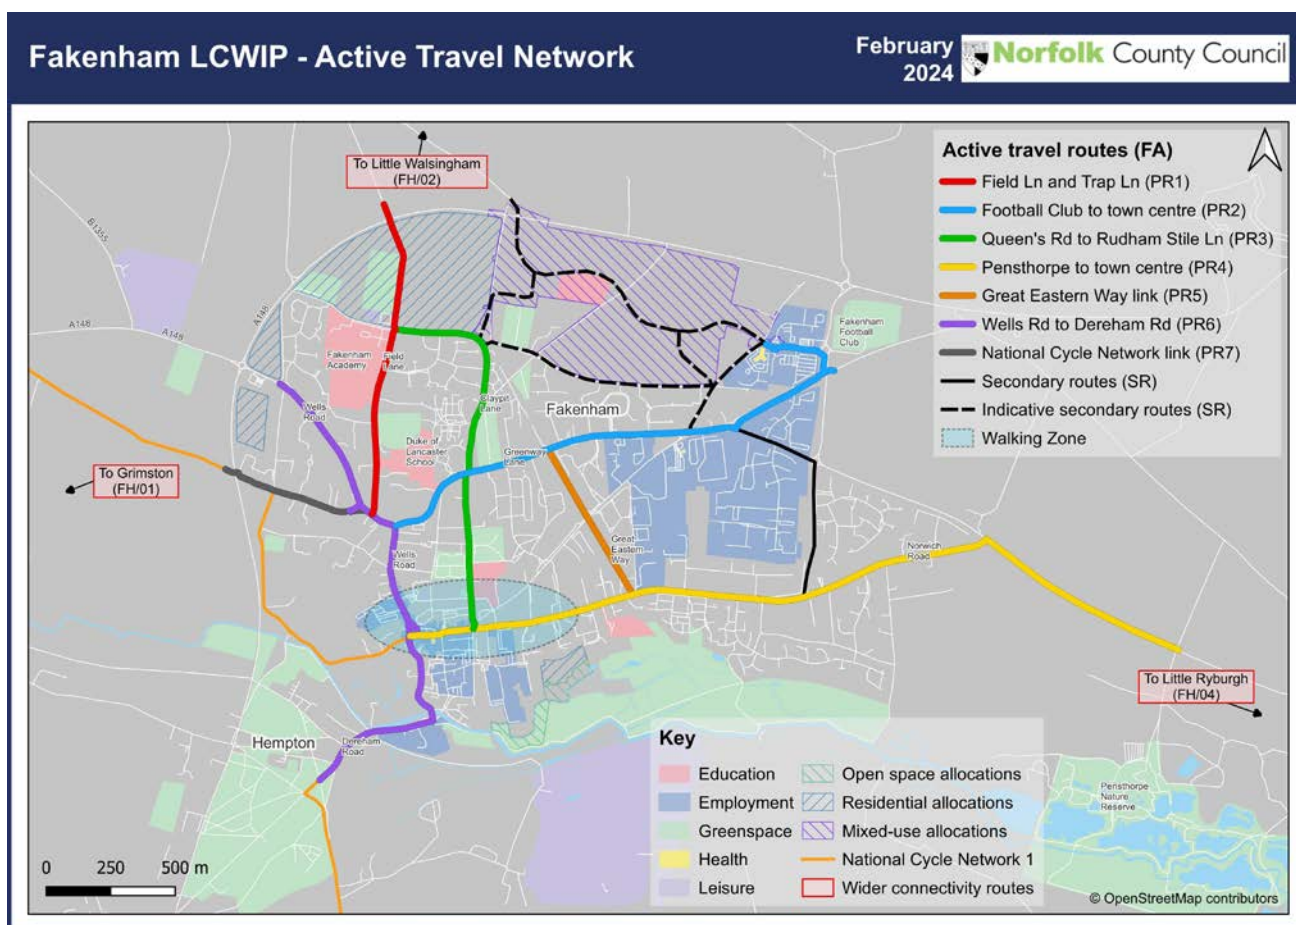 Fakenham LCWIP - Active Travel Network
February
2024
Norfolk County Council
To Little Walsingham
(FH/02)
Active travel routes (FA)
Field Ln and Trap Ln (PR1)
Football Club to town centre (PR2)
Queen's Rd to Rudham Stile Ln (PR3)
Pensthorpe to town centre (PR4)
Great Eastern Way link (PR5)
Wells Rd to Dereham Rd (PR6)
National Cycle Network link (PR7)
Secondary routes (SR)
Indicative secondary routes (SR)
Walking Zone
B1355
A148
A148
A148
Fakenham
Football
Club
Fakenham
Academy
Field
Lane
Wells
Road
Claypit
Lane
Fakenham
Duke of
Lancaster
School
Greenway
Lane
To Grimston
(FH/01)
Wells
Road
Great
Eastern
Way
Norwich
Road
To Little Ryburgh
(FH/04)
Hempton
Dereham
Road
Pensthorpe
Nature
Reserve
Key
Education
Employment
Greenspace
Health
Leisure
Open space allocations
Residential allocations
Mixed-use allocations
National Cycle Network 1
Wider connectivity routes
0 250 500 m
© OpenStreetMap contributors